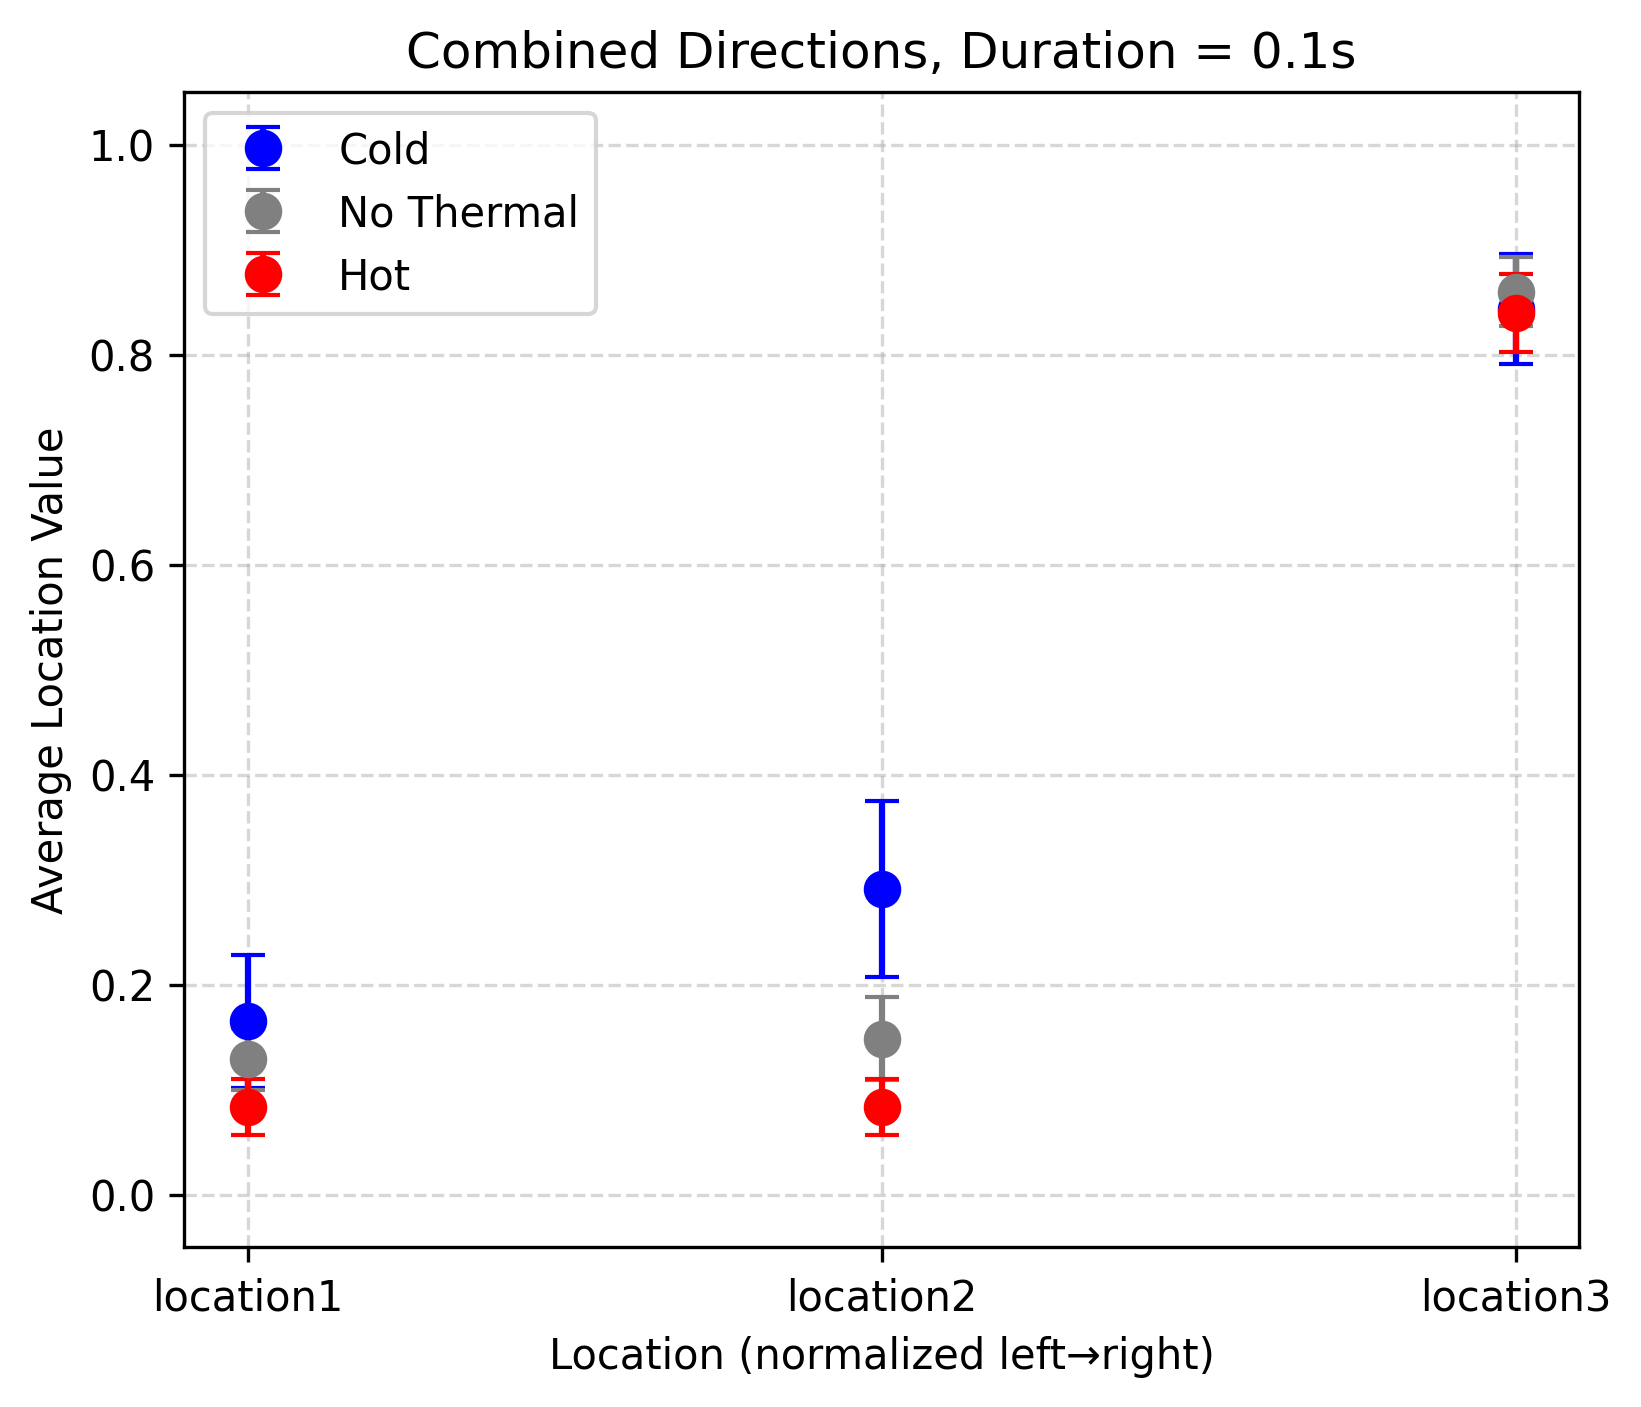 Combined Directions, Duration = 0.1s
Cold
No Thermal
Hot
1.0
0.8
0.6
0.4
0.2
0.0
Average Location Value
location1 location2 location3
Location (normalized left→right)